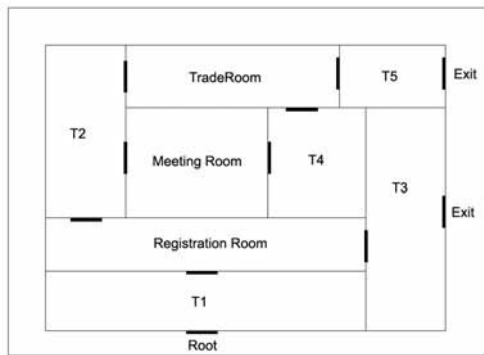 TradeRoom
T5
Exit
T2
Meeting Room
T4
T3
Exit
Registration Room
T1
Root